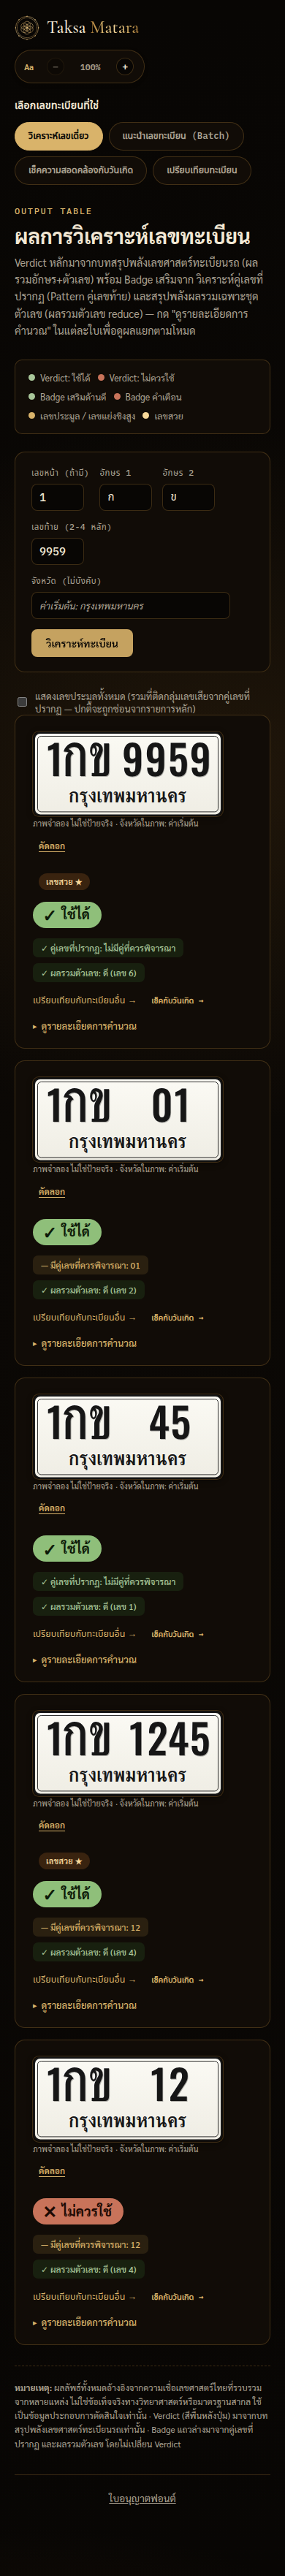 Taksa Matara
Aa − 100% +
เลือกเลขทะเบียนที่ใช่
วิเคราะห์เลขเดี่ยว แนะนำเลขทะเบียน (Batch)
เช็คความสอดคล้องกับวันเกิด เปรียบเทียบทะเบียน
OUTPUT TABLE
ผลการวิเคราะห์เลขทะเบียน
Verdict หลักมาจากบทสรุปพลังเลขศาสตร์ทะเบียนรถ (ผล
รวมอักษร+ตัวเลข) พร้อม Badge เสริมจาก วิเคราะห์คู่เลขที่
ปรากฏ (Pattern คู่เลขท้าย) และสรุปพลังผลรวมเฉพาะชุด
ตัวเลข (ผลรวมตัวเลข reduce) — กด "ดูรายละเอียดการ
คำนวณ" ในแต่ละใบเพื่อดูผลแยกตามโหมด
Verdict: ใช้ได้ Verdict: ไม่ควรใช้
Badge เสริมด้านดี Badge คำเตือน
เลขประมูล / เลขแย่งชิงสูง เลขสวย
เลขหน้า (ถ้ามี) อักษร 1 อักษร 2
1 ก ข
เลขท้าย (2-4 หลัก)
9959
จังหวัด (ไม่บังคับ)
ค่าเริ่มต้น: กรุงเทพมหานคร
วิเคราะห์ทะเบียน
แสดงเลขประมูลทั้งหมด (รวมที่ติดกลุ่มเลขเสียจากคู่เลขที่
ปรากฏ — ปกติจะถูกซ่อนจากรายการหลัก)
1กข 9959
กรุงเทพมหานคร
ภาพจำลอง ไม่ใช่ป้ายจริง · จังหวัดในภาพ: ค่าเริ่มต้น
คัดลอก
เลขสวย ★
✓ ใช้ได้
✓ คู่เลขที่ปรากฏ: ไม่มีคู่ที่ควรพิจารณา
✓ ผลรวมตัวเลข: ดี (เลข 6)
เปรียบเทียบกับทะเบียนอื่น → เช็คกับวันเกิด →
▸ ดูรายละเอียดการคำนวณ
1กข 01
กรุงเทพมหานคร
ภาพจำลอง ไม่ใช่ป้ายจริง · จังหวัดในภาพ: ค่าเริ่มต้น
คัดลอก
✓ ใช้ได้
— มีคู่เลขที่ควรพิจารณา: 01
✓ ผลรวมตัวเลข: ดี (เลข 2)
เปรียบเทียบกับทะเบียนอื่น → เช็คกับวันเกิด →
▸ ดูรายละเอียดการคำนวณ
1กข 45
กรุงเทพมหานคร
ภาพจำลอง ไม่ใช่ป้ายจริง · จังหวัดในภาพ: ค่าเริ่มต้น
คัดลอก
✓ ใช้ได้
✓ คู่เลขที่ปรากฏ: ไม่มีคู่ที่ควรพิจารณา
✓ ผลรวมตัวเลข: ดี (เลข 1)
เปรียบเทียบกับทะเบียนอื่น → เช็คกับวันเกิด →
▸ ดูรายละเอียดการคำนวณ
1กข 1245
กรุงเทพมหานคร
ภาพจำลอง ไม่ใช่ป้ายจริง · จังหวัดในภาพ: ค่าเริ่มต้น
คัดลอก
เลขสวย ★
✓ ใช้ได้
— มีคู่เลขที่ควรพิจารณา: 12
✓ ผลรวมตัวเลข: ดี (เลข 4)
เปรียบเทียบกับทะเบียนอื่น → เช็คกับวันเกิด →
▸ ดูรายละเอียดการคำนวณ
1กข 12
กรุงเทพมหานคร
ภาพจำลอง ไม่ใช่ป้ายจริง · จังหวัดในภาพ: ค่าเริ่มต้น
คัดลอก
✕ ไม่ควรใช้
— มีคู่เลขที่ควรพิจารณา: 12
✓ ผลรวมตัวเลข: ดี (เลข 4)
เปรียบเทียบกับทะเบียนอื่น → เช็คกับวันเกิด →
▸ ดูรายละเอียดการคำนวณ
หมายเหตุ: ผลลัพธ์ทั้งหมดอ้างอิงจากความเชื่อเลขศาสตร์ไทยที่รวบรวม
จากหลายแหล่ง ไม่ใช่ข้อเท็จจริงทางวิทยาศาสตร์หรือมาตรฐานสากล ใช้
เป็นข้อมูลประกอบการตัดสินใจเท่านั้น · Verdict (สีพื้นหลังปุ่ม) มาจากบท
สรุปพลังเลขศาสตร์ทะเบียนรถเท่านั้น · Badge แถวล่างมาจากคู่เลขที่
ปรากฏ และผลรวมตัวเลข โดยไม่เปลี่ยน Verdict
ใบอนุญาตฟอนต์